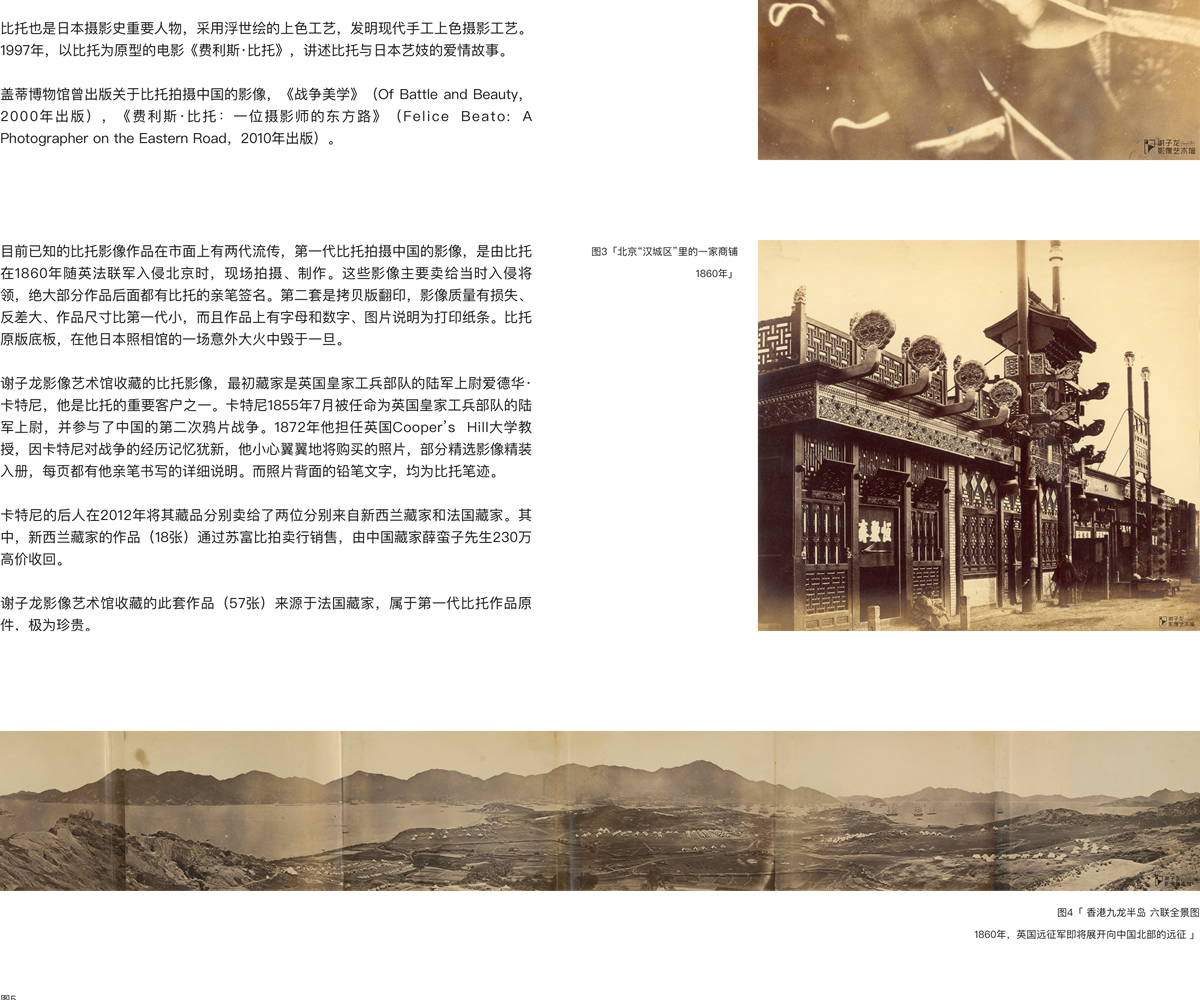 比托也是日本摄影史重要人物，采用浮世绘的上色工艺，发明现代手工上色摄影工艺。
1997年，以比托为原型的电影《费利斯·比托》，讲述比托与日本艺妓的爱情故事。
盖蒂博物馆曾出版关于比托拍摄中国的影像，《战争美学》（Of Battle and Beauty，
2000年出版），《费利斯·比托：一位摄影师的东方路》（Felice Beato: A
Photographer on the Eastern Road，2010年出版）。
谢子龙
影像艺术馆
目前已知的比托影像作品在市面上有两代流传，第一代比托拍摄中国的影像，是由比托
在1860年随英法联军入侵北京时，现场拍摄、制作。这些影像主要卖给当时入侵将
领，绝大部分作品后面都有比托的亲笔签名。第二套是拷贝版翻印，影像质量有损失、
反差大、作品尺寸比第一代小，而且作品上有字母和数字、图片说明为打印纸条。比托
原版底板，在他日本照相馆的一场意外大火中毁于一旦。
谢子龙影像艺术馆收藏的比托影像，最初藏家是英国皇家工兵部队的陆军上尉爱德华·
卡特尼，他是比托的重要客户之一。卡特尼1855年7月被任命为英国皇家工兵部队的陆
军上尉，并参与了中国的第二次鸦片战争。1872年他担任英国Cooper's Hill大学教
授，因卡特尼对战争的经历记忆犹新，他小心翼翼地将购买的照片，部分精选影像精装
入册，每页都有他亲笔书写的详细说明。而照片背面的铅笔文字，均为比托笔迹。
卡特尼的后人在2012年将其藏品分别卖给了两位分别来自新西兰藏家和法国藏家。其
中，新西兰藏家的作品（18张）通过苏富比拍卖行销售，由中国藏家薛蛮子先生230万
高价收回。
谢子龙影像艺术馆收藏的此套作品（57张）来源于法国藏家，属于第一代比托作品原
件，极为珍贵。
图3「北京“汉城区”里的一家商铺
1860年」
谢子龙
影像艺术馆
图4「 香港九龙半岛 六联全景图
1860年，英国远征军即将展开向中国北部的远征 」
图5